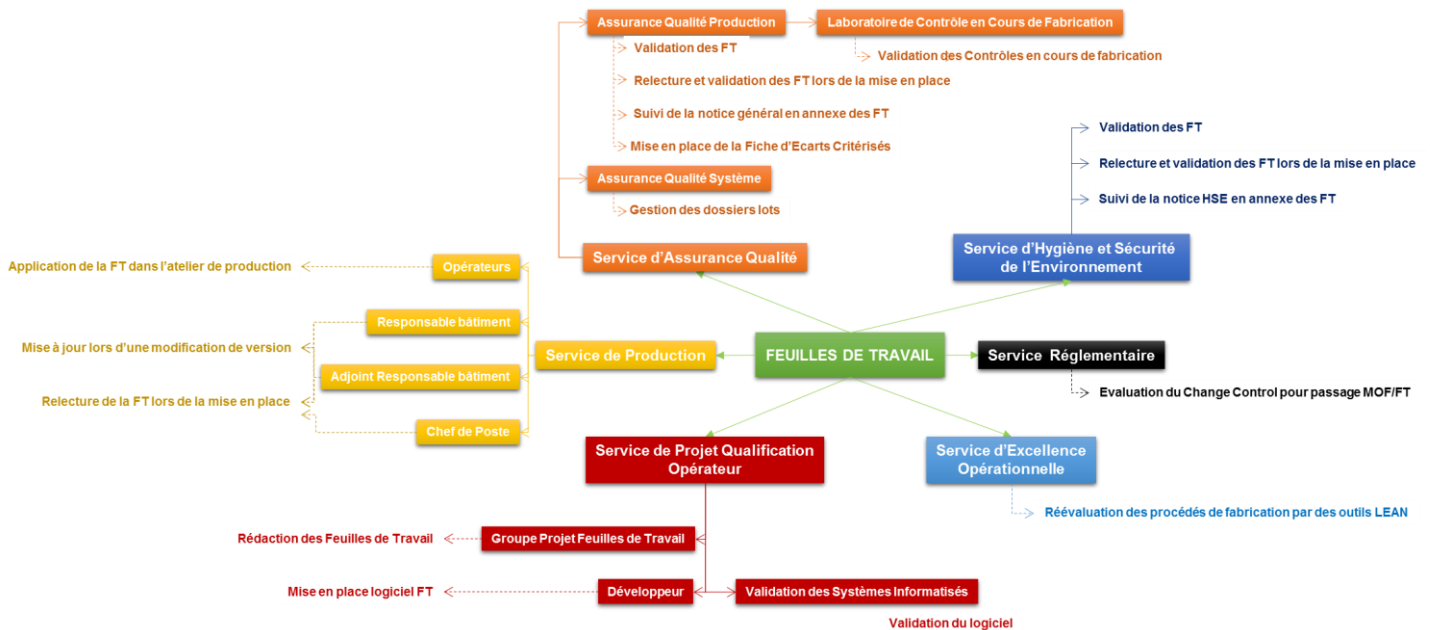 Assurance Qualité Production
Laboratoire de Contrôle en Cours de Fabrication
Validation des FT
Validation des Contrôles en cours de fabrication
Relecture et validation des FT lors de la mise en place
Suivi de la notice général en annexe des FT
Mise en place de la Fiche d'Ecarts Critérisés
Assurance Qualité Système
Gestion des dossiers lots
Service d'Assurance Qualité
Validation des FT
Relecture et validation des FT lors de la mise en place
Suivi de la notice HSE en annexe des FT
Service d'Hygiène et Sécurité
de l'Environnement
Application de la FT dans l'atelier de production
Opérateurs
Responsable bâtiment
Mise à jour lors d'une modification de version
Adjoint Responsable bâtiment
Relecture de la FT lors de la mise en place
Chef de Poste
Service de Production
FEUILLES DE TRAVAIL
Service Réglementaire
Evaluation du Change Control pour passage MOF/FT
Service de Projet Qualification
Opérateur
Service d'Excellence
Opérationnelle
Réévaluation des procédés de fabrication par des outils LEAN
Rédaction des Feuilles de Travail
Groupe Projet Feuilles de Travail
Mise en place logiciel FT
Développeur
Validation des Systèmes Informatisés
Validation du logiciel